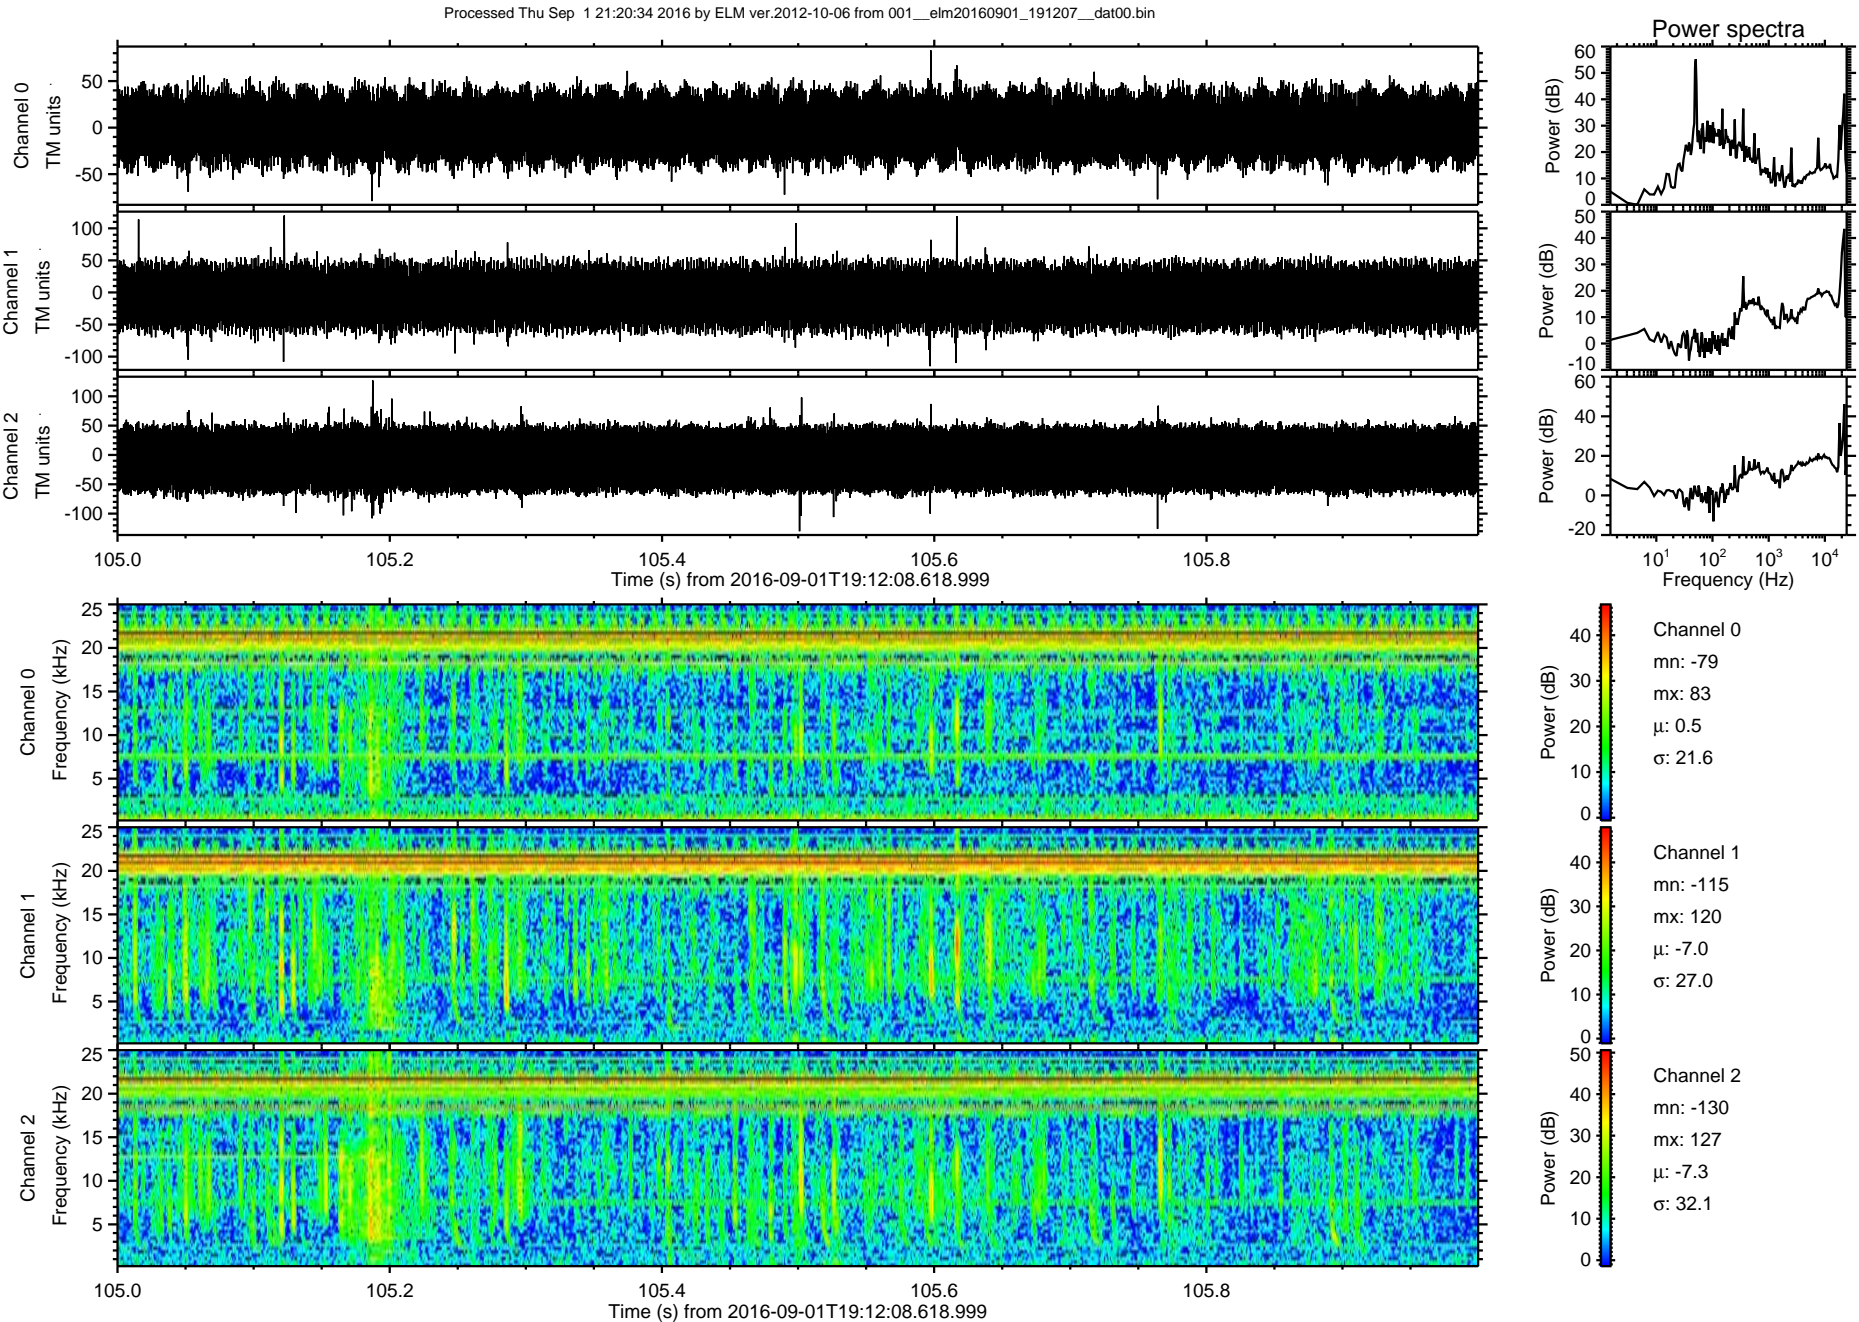 Processed Thu Sep 1 21:20:34 2016 by ELM ver.2012-10-06 from 001__elm20160901_191207__dat00.bin
Power spectra
Channel 0
TM units
50
0
-50
Power (dB)
60
50
40
30
20
10
0
Channel 1
TM units
100
50
0
-50
-100
Power (dB)
50
40
30
20
10
0
-10
Channel 2
TM units
100
50
0
-50
-100
Power (dB)
60
40
20
0
-20
105.0 105.2 105.4 105.6 105.8
Time (s) from 2016-09-01T19:12:08.618.999
10^1 10^2 10^3 10^4
Frequency (Hz)
Channel 0
Frequency (kHz)
25
20
15
10
5
Power (dB)
40
30
20
10
0
Channel 0
mn: -79
mx: 83
μ: 0.5
σ: 21.6
Channel 1
Frequency (kHz)
25
20
15
10
5
Power (dB)
40
30
20
10
0
Channel 1
mn: -115
mx: 120
μ: -7.0
σ: 27.0
Channel 2
Frequency (kHz)
25
20
15
10
5
Power (dB)
50
40
30
20
10
0
Channel 2
mn: -130
mx: 127
μ: -7.3
σ: 32.1
105.0 105.2 105.4 105.6 105.8
Time (s) from 2016-09-01T19:12:08.618.999